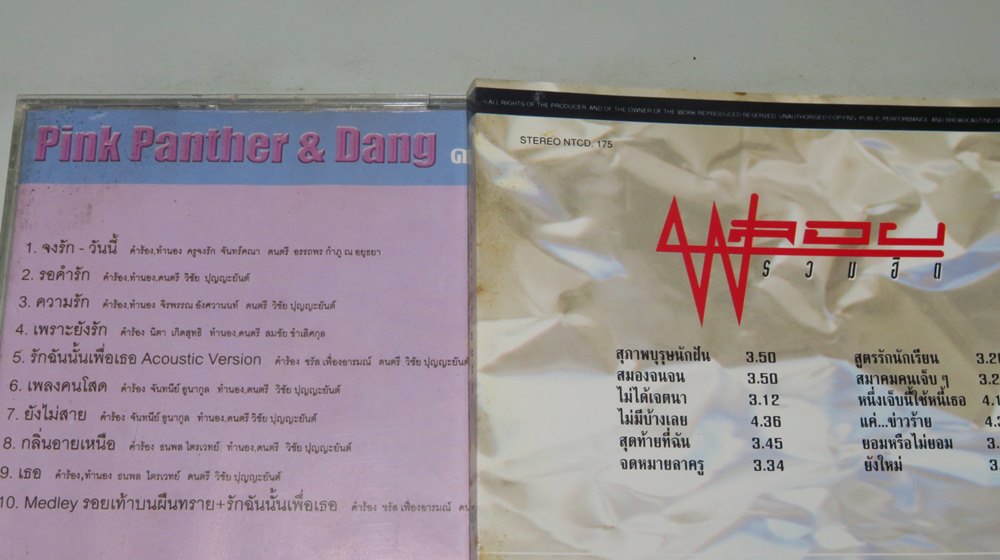 Pink Panther & Dang
1. จงรัก - วันนี้ คำร้อง,ทำนอง ครูจงรัก จันทร์คณา ดนตรี อรรถพร กำภู ณ อยุธยา
2. รอคำรัก คำร้อง,ทำนอง,ดนตรี วิชัย ปุญญะยันต์
3. ความรัก คำร้อง,ทำนอง จิรพรรณ อังศวานนท์ ดนตรี วิชัย ปุญญะยันต์
4. เพราะยังรัก คำร้อง นิตา เกิดสุทธิ ทำนอง,ดนตรี สมชัย ขำเลิศกุล
5. รักฉันนั้นเพื่อเธอ Acoustic Version คำร้อง ชรัส เฟื่องอารมณ์ ดนตรี วิชัย ปุญญะยันต์
6. เพลงคนโสด คำร้อง จันทนีย์ อูนากูล ทำนอง,ดนตรี วิชัย ปุญญะยันต์
7. ยังไม่สาย คำร้อง จันทนีย์ อูนากูล ทำนอง,ดนตรี วิชัย ปุญญะยันต์
8. กลิ่นอายเหนือ คำร้อง ธนพล ไตรเวทย์ ทำนอง,ดนตรี วิชัย ปุญญะยันต์
9. เธอ คำร้อง,ทำนอง ธนพล ไตรเวทย์ ดนตรี วิชัย ปุญญะยันต์
10. Medley รอยเท้าบนผืนทราย+รักฉันนั้นเพื่อเธอ คำร้อง ชรัส เฟื่องอารมณ์
ALL RIGHTS OF THE PRODUCER AND OF THE OWNER OF THE WORK REPRODUCED RESERVED. UNAUTHORISED COPYING, PUBLIC PERFORMANCE AND BROADCASTING
STEREO NTCD. 175
ฟลอย
รวมฮิต
สุภาพบุรุษนักฝัน 3.50
สมองจนจน 3.50
ไม่ได้เจตนา 3.12
ไม่มีบ้างเลย 4.36
สุดท้ายที่ฉัน 3.45
จดหมายลาครู 3.34
สูตรรักนักเรียน
สมาคมคนเจ็บ ๆ
หนึ่งเจ็บนี้ใช้หนี้เธอ
แค่...ข่าวร้าย
ยอมหรือไม่ยอม
ยังใหม่